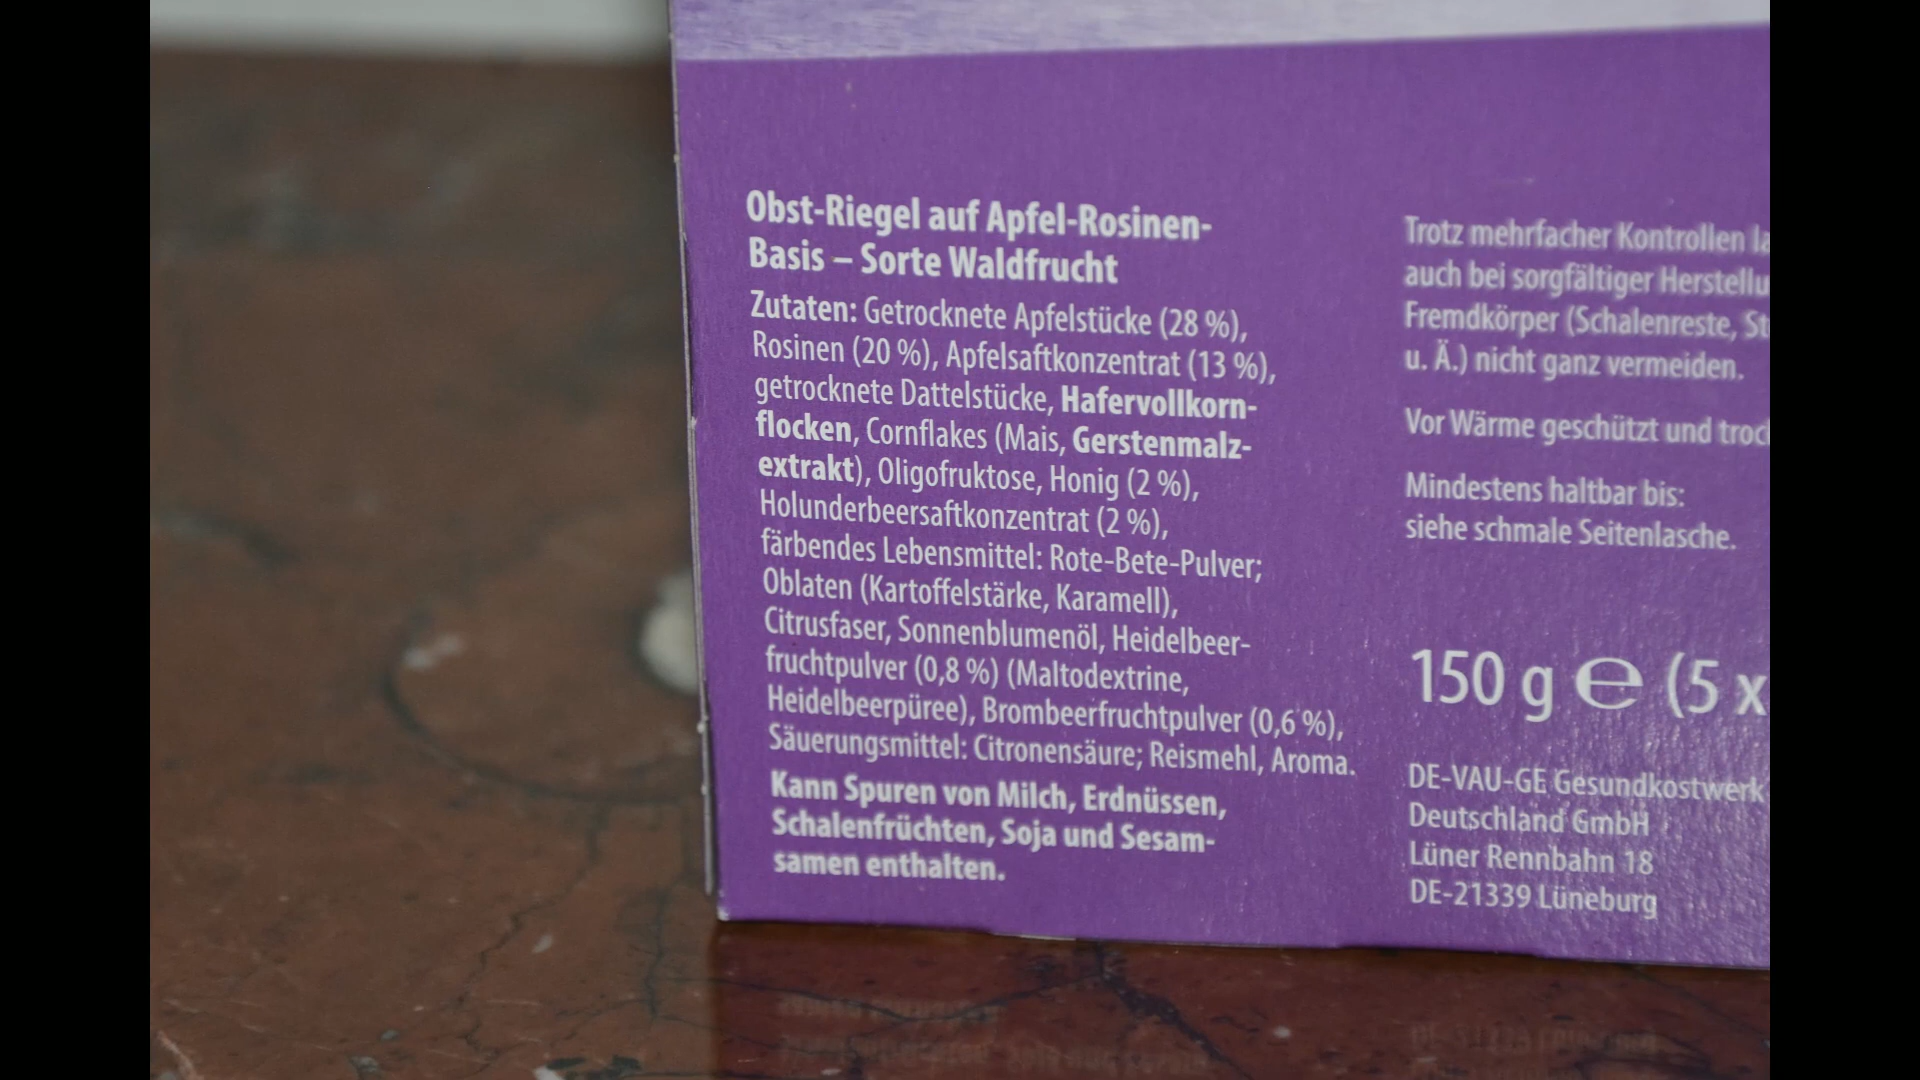 Obst-Riegel auf Apfel-Rosinen-
Basis – Sorte Waldfrucht
Zutaten: Getrocknete Apfelstücke (28 %),
Rosinen (20 %), Apfelsaftkonzentrat (13 %),
getrocknete Dattelstücke, Hafervollkorn-
flocken, Cornflakes (Mais, Gerstenmalz-
extrakt), Oligofruktose, Honig (2 %),
Holunderbeersaftkonzentrat (2 %),
färbendes Lebensmittel: Rote-Bete-Pulver;
Oblaten (Kartoffelstärke, Karamell),
Citrusfaser, Sonnenblumenöl, Heidelbeer-
fruchtpulver (0,8 %) (Maltodextrine,
Heidelbeerpüree), Brombeerfruchtpulver (0,6 %),
Säuerungsmittel: Citronensäure; Reismehl, Aroma.
Kann Spuren von Milch, Erdnüssen,
Schalenfrüchten, Soja und Sesam-
samen enthalten.
Trotz mehrfacher Kontrollen
auch bei sorgfältiger
Fremdkörper (Schalenreste,
u. Ä.) nicht ganz vermeiden.
Vor Wärme geschützt und
Mindestens haltbar bis:
siehe schmale Seitenlasche.
150 g ℮ (5 x
DE-VAU-GE Gesundkostwerk
Deutschland GmbH
Lüner Rennbahn 18
DE-21339 Lüneburg